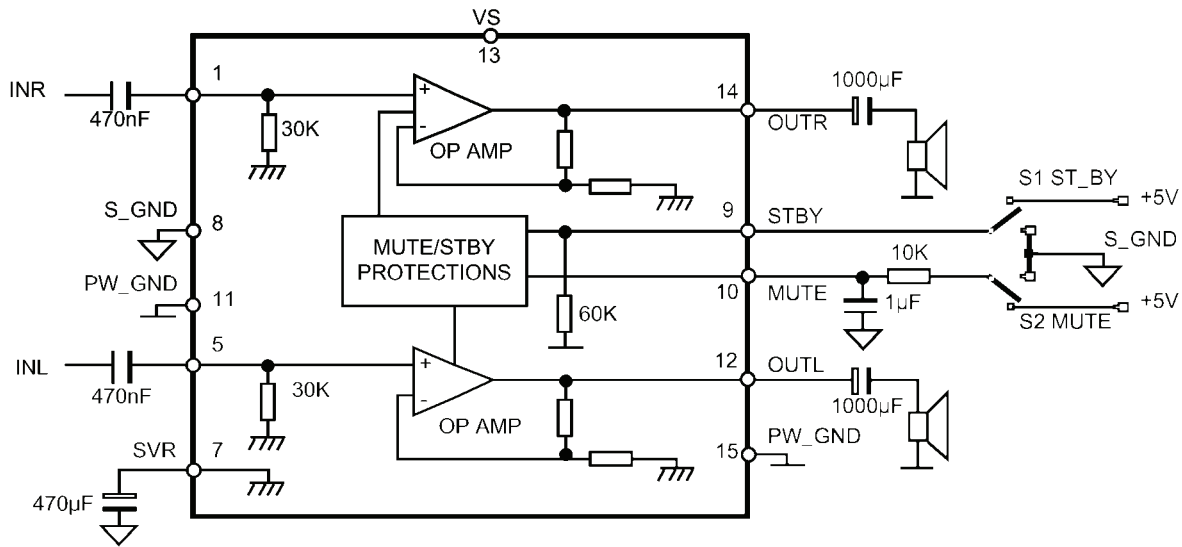 VS
13
INR
470nF
1
30K
+
-
OP AMP
14
OUTR
1000µF
S_GND
8
PW_GND
11
MUTE/STBY
PROTECTIONS
9
STBY
10
MUTE
60K
10K
1µF
S1 ST_BY
+5V
S_GND
+5V
S2 MUTE
INL
470nF
5
30K
+
-
OP AMP
12
OUTL
1000µF
15
PW_GND
SVR
7
470µF